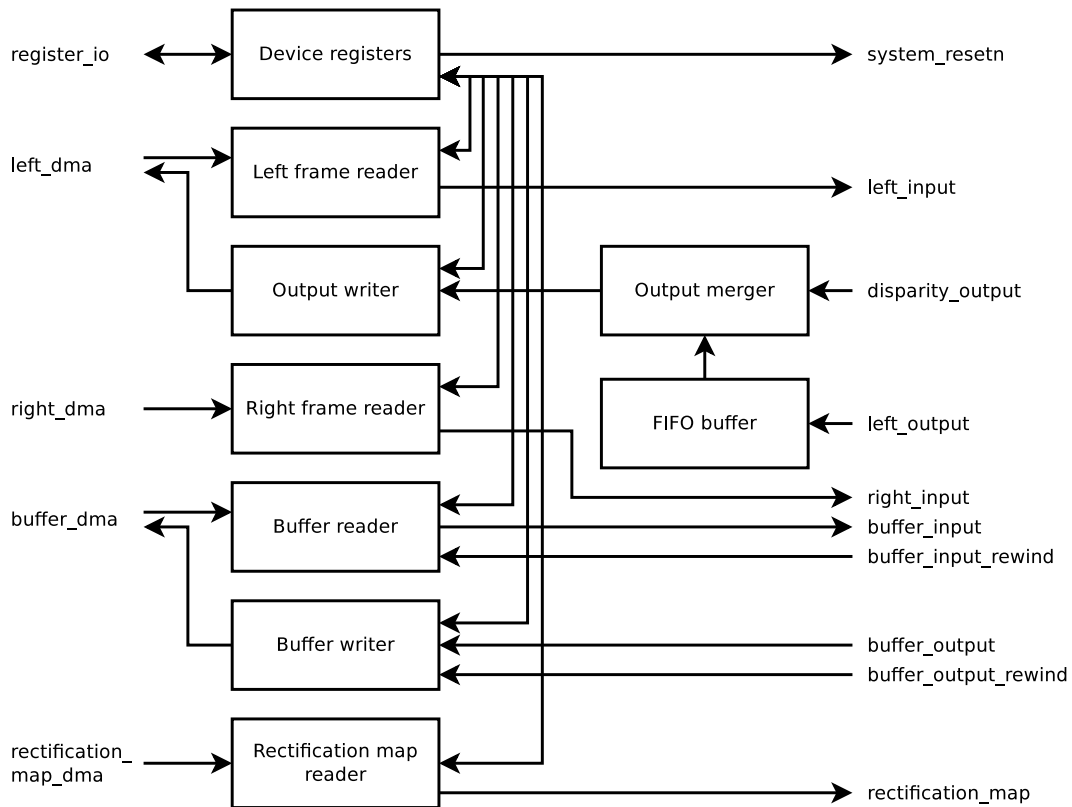 register_io
Device registers
system_resetn
left_dma
Left frame reader
left_input
Output writer
Output merger
disparity_output
right_dma
Right frame reader
FIFO buffer
left_output
right_input
buffer_dma
Buffer reader
buffer_input
buffer_input_rewind
Buffer writer
buffer_output
buffer_output_rewind
rectification_
map_dma
Rectification map
reader
rectification_map